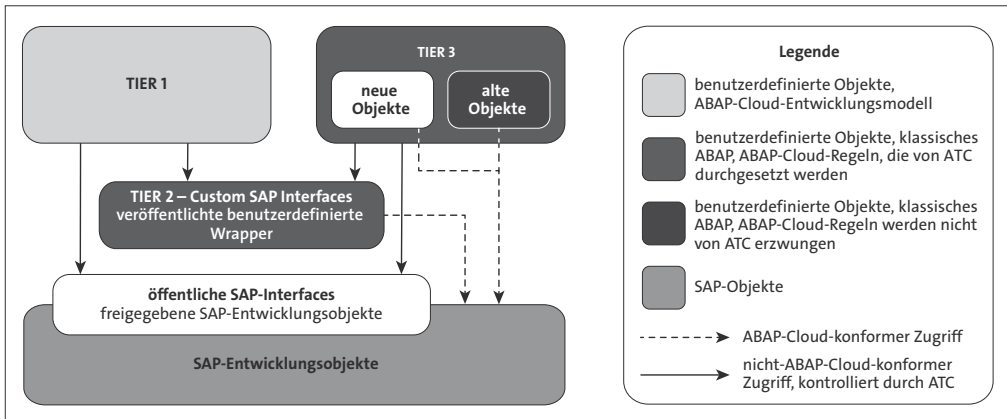 TIER 1
TIER 3
neue
Objekte
alte
Objekte
TIER 2 – Custom SAP Interfaces
veröffentlichte benutzerdefinierte
Wrapper
öffentliche SAP-Interfaces
freigegebene SAP-Entwicklungsobjekte
SAP-Entwicklungsobjekte
Legende
benutzerdefinierte Objekte,
ABAP-Cloud-Entwicklungsmodell
benutzerdefinierte Objekte, klassisches
ABAP, ABAP-Cloud-Regeln, die von ATC
durchgesetzt werden
benutzerdefinierte Objekte, klassisches
ABAP, ABAP-Cloud-Regeln werden nicht
von ATC erzwungen
SAP-Objekte
ABAP-Cloud-konformer Zugriff
nicht-ABAP-Cloud-konformer
Zugriff, kontrolliert durch ATC